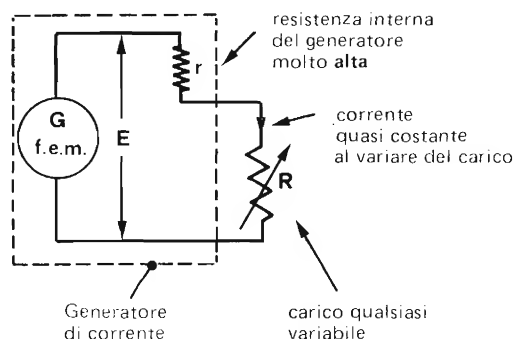 resistenza interna
del generatore
molto alta
r
G
f.e.m.
E
corrente
quasi costante
al variare del carico
R
Generatore
di corrente
carico qualsiasi
variabile